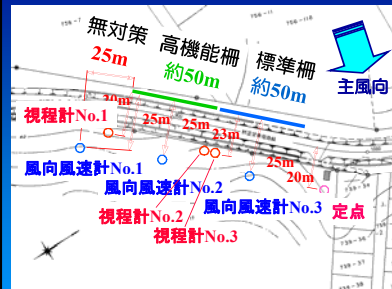 無対策 高機能柵 標準柵
25m 約50m 約50m
主風向
20m
視程計No.1
25m
25m
23m
風向風速計No.1
風向風速計No.2
25m
20m
視程計No.2
風向風速計No.3
定点
視程計No.3